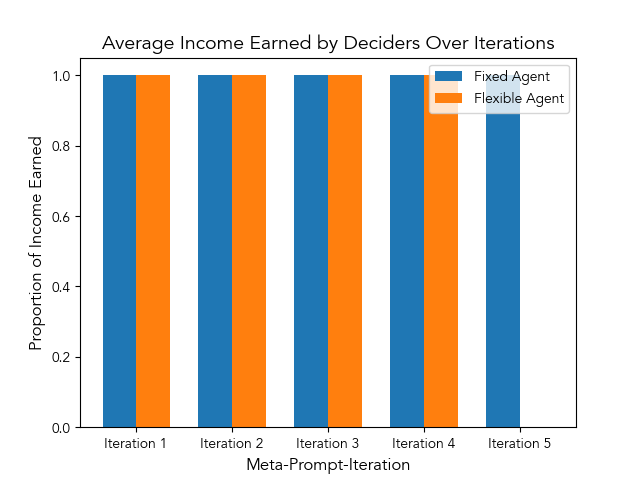 Average Income Earned by Deciders Over Iterations
Fixed Agent
Flexible Agent
Proportion of Income Earned
1.0
0.8
0.6
0.4
0.2
0.0
Iteration 1
Iteration 2
Iteration 3
Iteration 4
Iteration 5
Meta-Prompt-Iteration